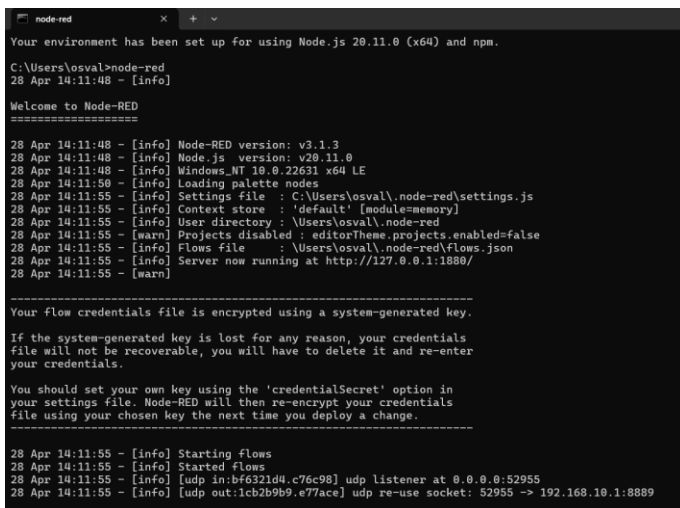 node-red
Your environment has been set up for using Node.js 20.11.0 (x64) and npm.
C:\Users\osval>node-red
28 Apr 14:11:48 - [info]
Welcome to Node-RED
===================
28 Apr 14:11:48 - [info] Node-RED version: v3.1.3
28 Apr 14:11:48 - [info] Node.js  version: v20.11.0
28 Apr 14:11:48 - [info] Windows_NT 10.0.22631 x64 LE
28 Apr 14:11:50 - [info] Loading palette nodes
28 Apr 14:11:55 - [info] Settings file  : C:\Users\osval\.node-red\settings.js
28 Apr 14:11:55 - [info] Context store  : 'default' [module=memory]
28 Apr 14:11:55 - [info] User directory : \Users\osval\.node-red
28 Apr 14:11:55 - [warn] Projects disabled : editorTheme.projects.enabled=false
28 Apr 14:11:55 - [info] Flows file     : \Users\osval\.node-red\flows.json
28 Apr 14:11:55 - [info] Server now running at http://127.0.0.1:1880/
28 Apr 14:11:55 - [warn]
---------------------------------------------------------------------
Your flow credentials file is encrypted using a system-generated key.
If the system-generated key is lost for any reason, your credentials
file will not be recoverable, you will have to delete it and re-enter
your credentials.
You should set your own key using the 'credentialSecret' option in
your settings file. Node-RED will then re-encrypt your credentials
file using your chosen key the next time you deploy a change.
---------------------------------------------------------------------
28 Apr 14:11:55 - [info] Starting flows
28 Apr 14:11:55 - [info] Started flows
28 Apr 14:11:55 - [info] [udp in:bf6321d4.c76c98] udp listener at 0.0.0.0:52955
28 Apr 14:11:55 - [info] [udp out:1cb2b9b9.e77ace] udp re-use socket: 52955 -> 192.168.10.1:8889